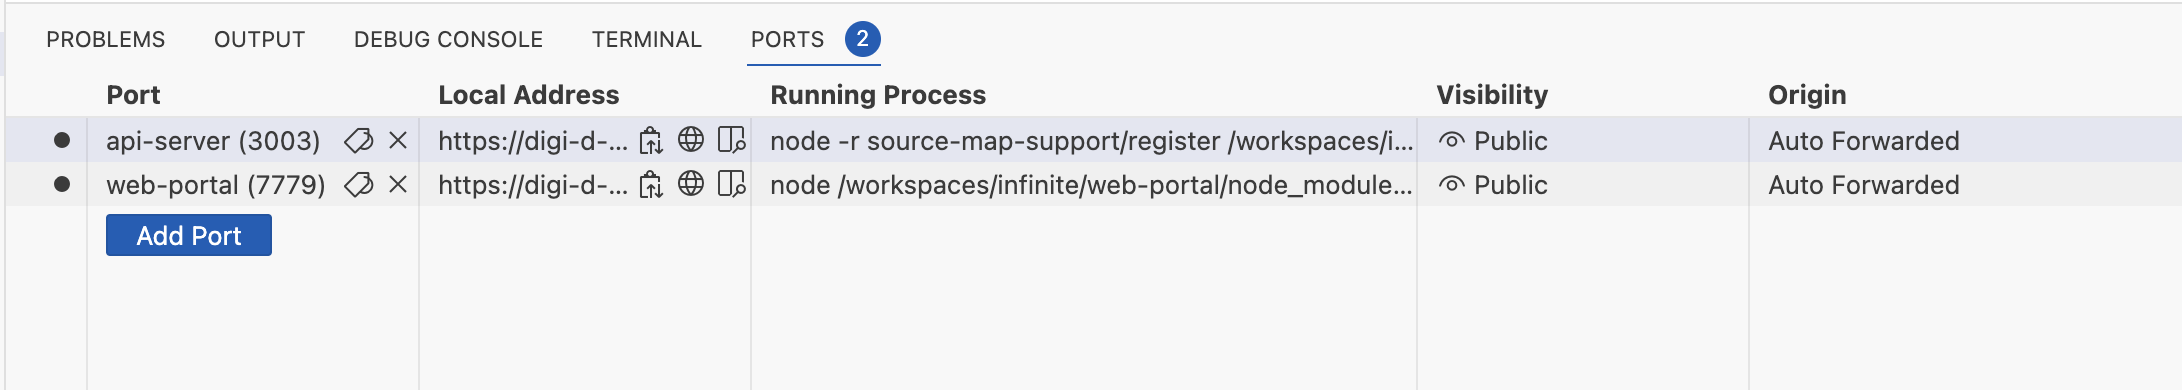 PROBLEMS OUTPUT DEBUG CONSOLE TERMINAL PORTS 2
Port Local Address Running Process Visibility Origin
api-server (3003) https://digi-d-... node -r source-map-support/register /workspaces/i... Public Auto Forwarded
web-portal (7779) https://digi-d-... node /workspaces/infinite/web-portal/node_module... Public Auto Forwarded
Add Port